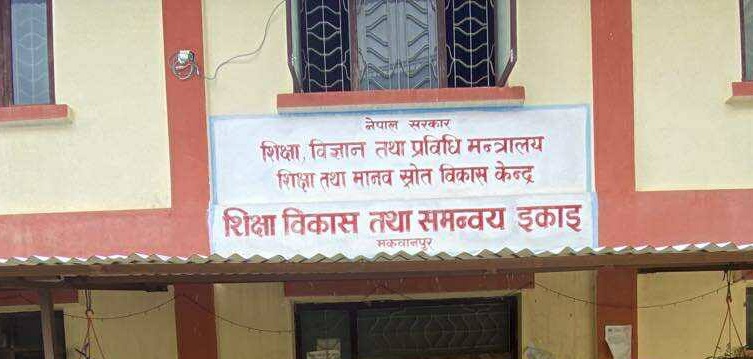 नेपाल सरकार
शिक्षा, विज्ञान तथा प्रविधि मन्त्रालय
शिक्षा तथा मानव स्रोत विकास केन्द्र
शिक्षा विकास तथा समन्वय इकाइ
मकवानपुर